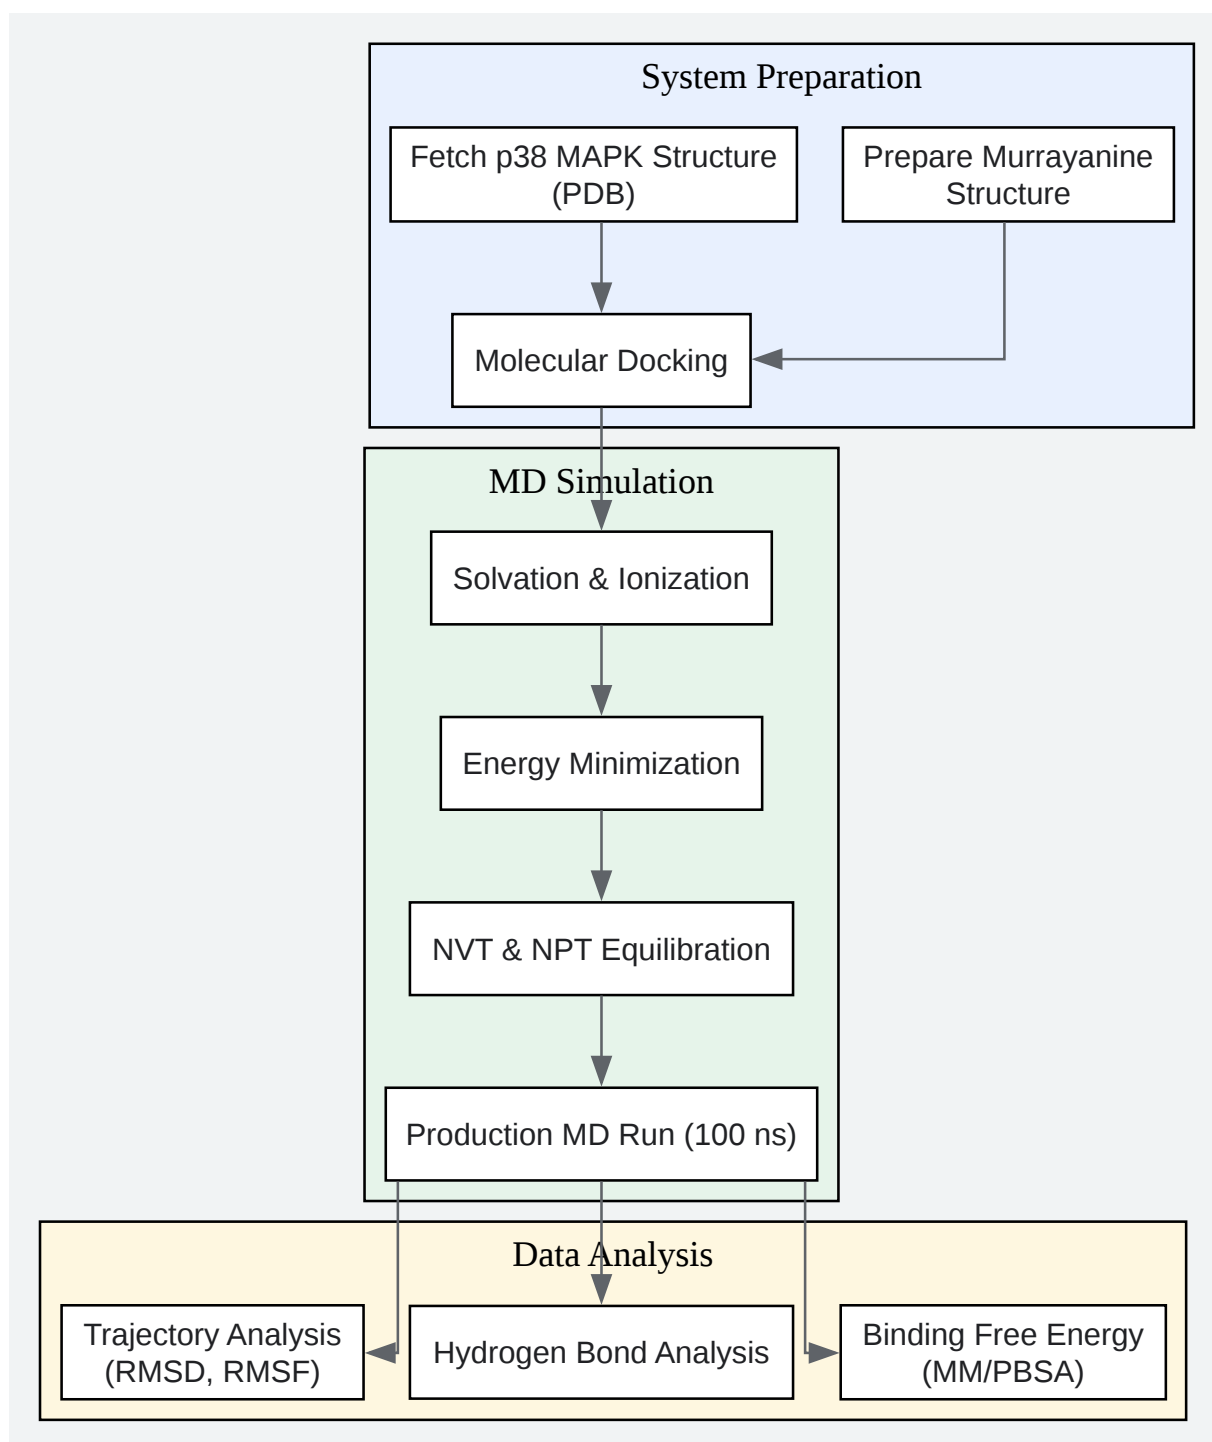 System Preparation
Fetch p38 MAPK Structure
(PDB)
Prepare Murrayanine
Structure
Molecular Docking
MD Simulation
Solvation & Ionization
Energy Minimization
NVT & NPT Equilibration
Production MD Run (100 ns)
Data Analysis
Trajectory Analysis
(RMSD, RMSF)
Hydrogen Bond Analysis
Binding Free Energy
(MM/PBSA)